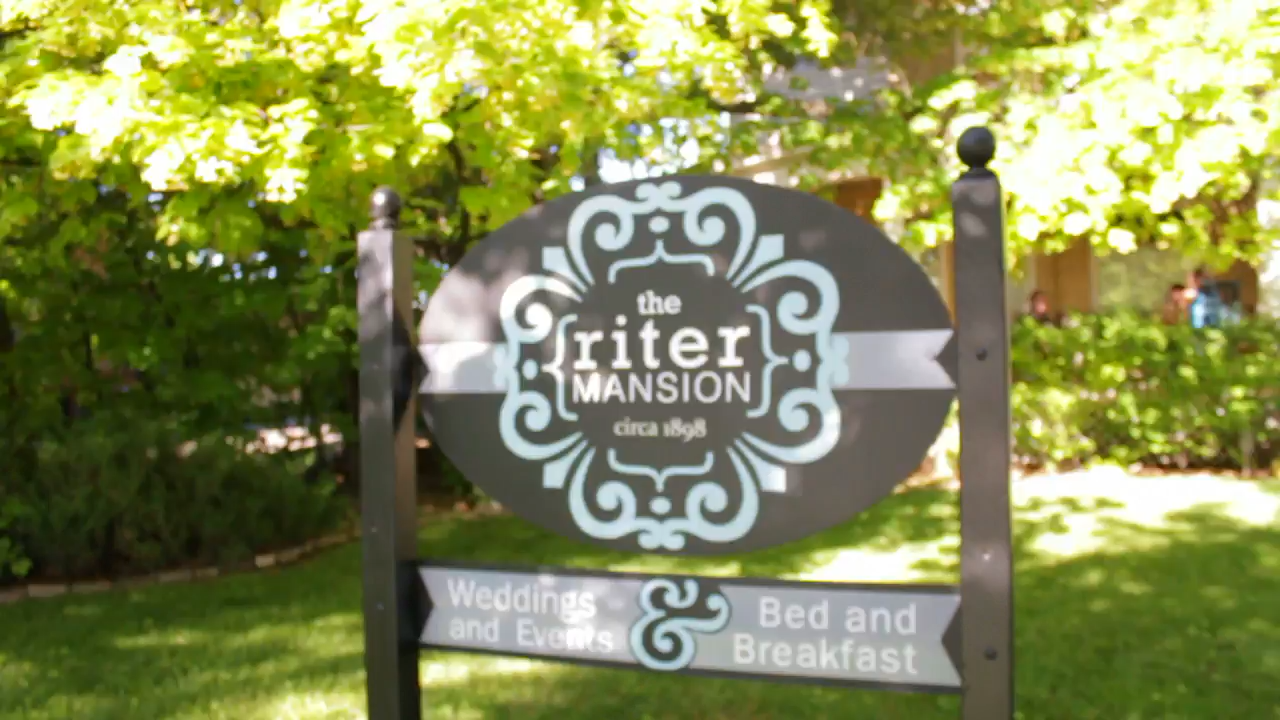 the
riter
MANSION
circa 1898
Weddings
and Events
&
Bed and
Breakfast